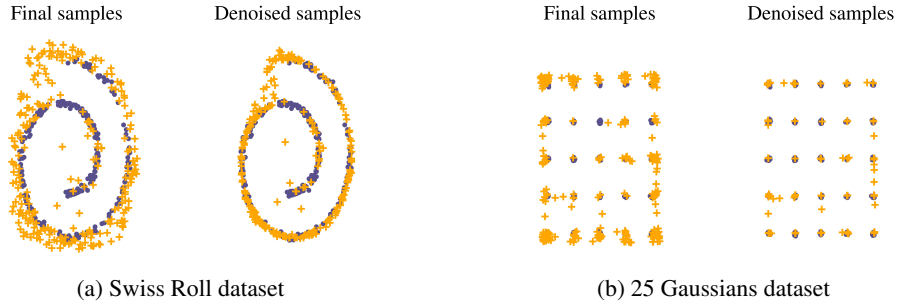 Final samples
Denoised samples
Final samples
Denoised samples
(a) Swiss Roll dataset
(b) 25 Gaussians dataset